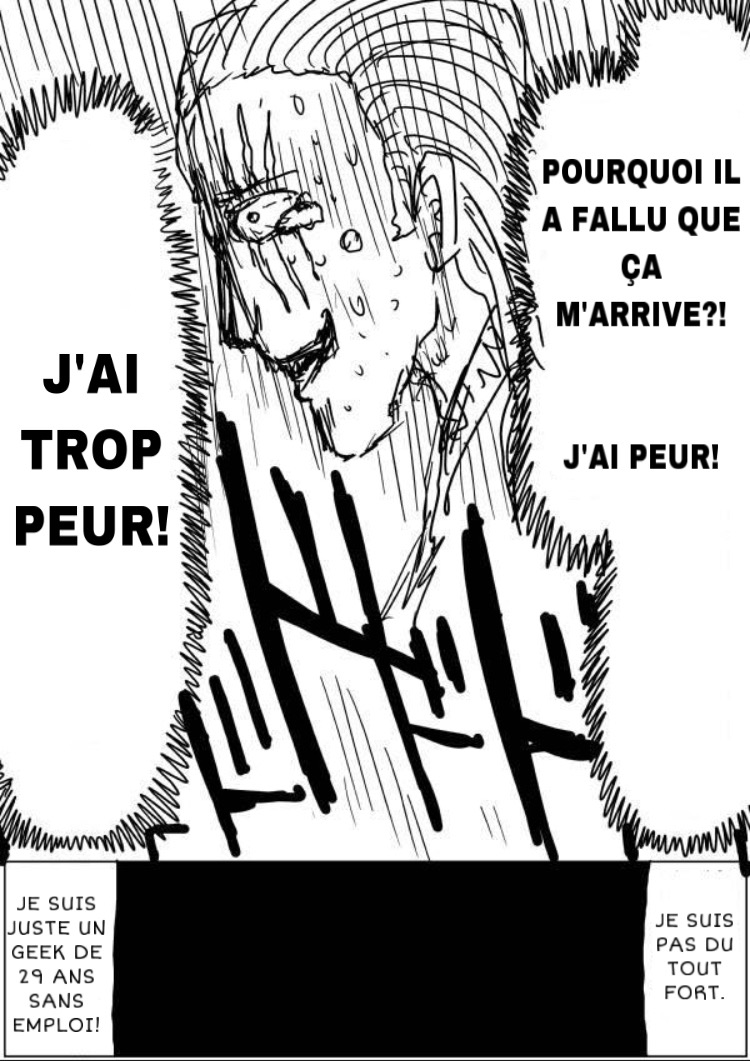 POURQUOI IL
A FALLU QUE
ÇA
M'ARRIVE?!
J'AI PEUR!
J'AI
TROP
PEUR!
JE SUIS
PAS DU
TOUT
FORT.
JE SUIS
JUSTE UN
GEEK DE
29 ANS
SANS
EMPLOI!